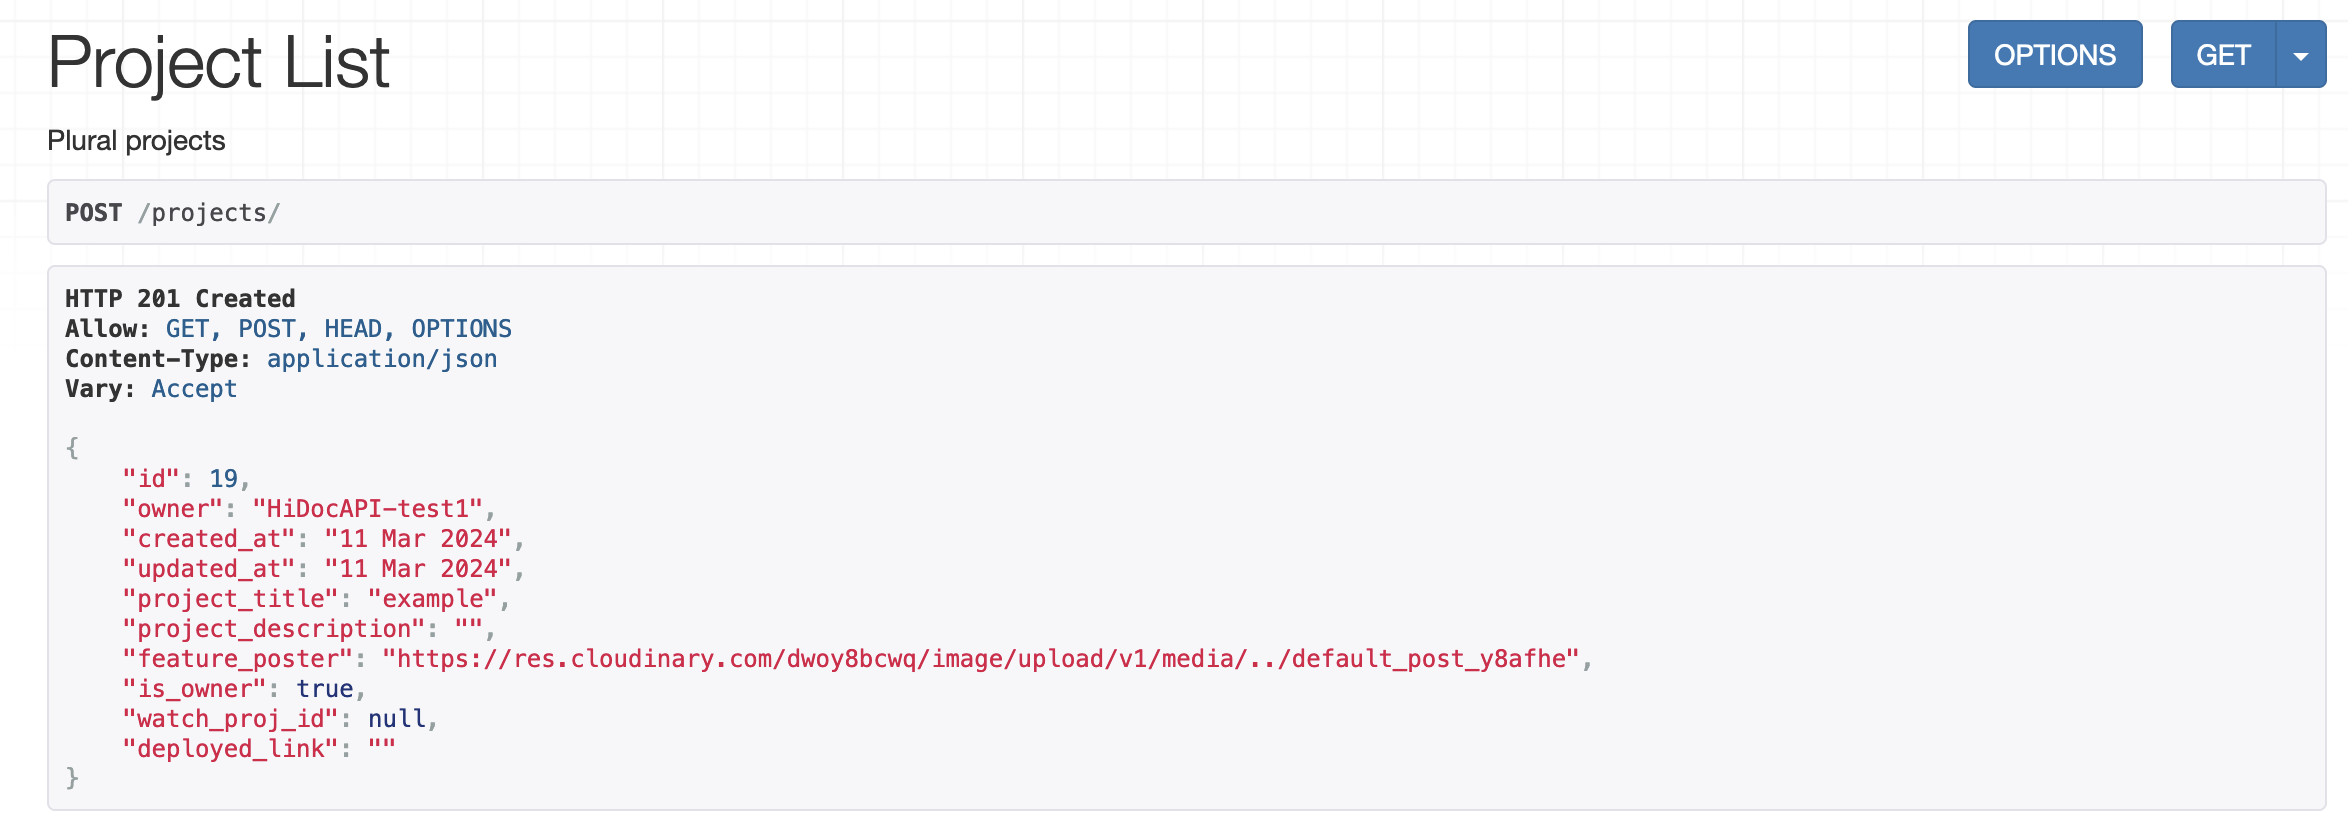 Project List
OPTIONS
GET
Plural projects
POST /projects/
HTTP 201 Created
Allow: GET, POST, HEAD, OPTIONS
Content-Type: application/json
Vary: Accept
{
    "id": 19,
    "owner": "HiDocAPI-test1",
    "created_at": "11 Mar 2024",
    "updated_at": "11 Mar 2024",
    "project_title": "example",
    "project_description": "",
    "feature_poster": "https://res.cloudinary.com/dwoy8bcwq/image/upload/v1/media/../default_post_y8afhe",
    "is_owner": true,
    "watch_proj_id": null,
    "deployed_link": ""
}